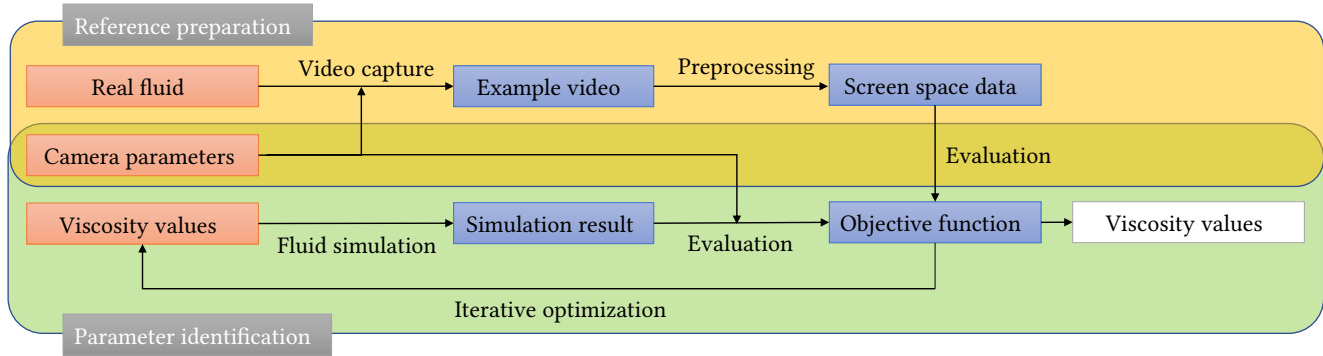 Reference preparation
Video capture
Preprocessing
Real fluid
Example video
Screen space data
Camera parameters
Evaluation
Viscosity values
Simulation result
Objective function
Viscosity values
Fluid simulation
Evaluation
Iterative optimization
Parameter identification